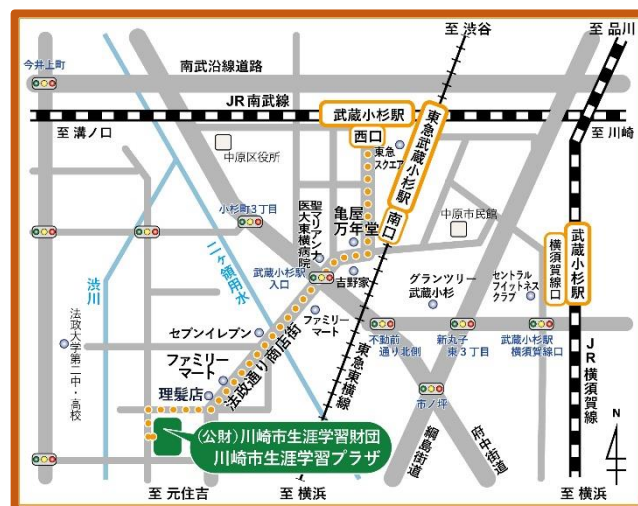 至 渋谷
至 品川
今井上町
南武沿線道路
JR南武線
武蔵小杉駅
西口
東急武蔵小杉駅
至 溝ノ口
至 川崎
中原区役所
東急
スクエア
小杉町3丁目
聖マリアンナ
医大東横病院
亀屋
万年堂
南口
中原市民館
武蔵小杉駅
横須賀線口
渋川
二ヶ領用水
武蔵小杉駅
入口
吉野家
グランツリー
武蔵小杉
セントラル
フィットネス
クラブ
法政大学第二中・高校
セブンイレブン
ファミリー
マート
不動前
通り北側
新丸子
東3丁目
武蔵小杉駅
横須賀線口
ファミリー
マート
法政通り商店街
東急東横線
JR横須賀線
理髪店
市ノ坪
(公財)川崎市生涯学習財団
川崎市生涯学習プラザ
綱島街道
府中街道
N
至 元住吉
至 横浜
至 横浜